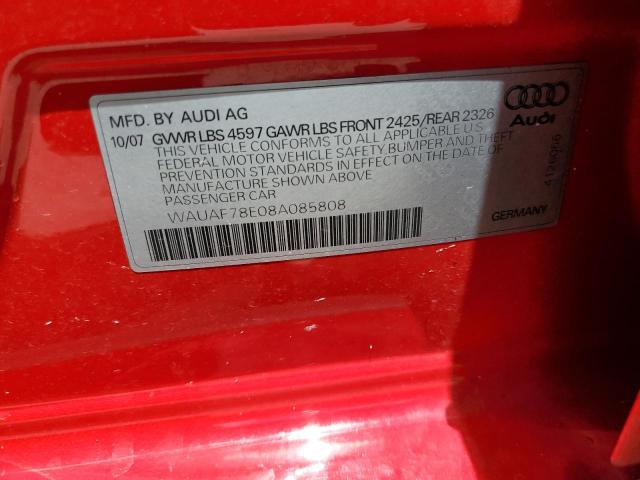 MFD. BY AUDI AG
10/07 GVWR LBS 4597 GAWR LBS FRONT 2425/REAR 2326
THIS VEHICLE CONFORMS TO ALL APPLICABLE U.S
FEDERAL MOTOR VEHICLE SAFETY, BUMPER AND THEFT
PREVENTION STANDARDS IN EFFECT ON THE DATE OF
MANUFACTURE SHOWN ABOVE
PASSENGER CAR
WAUAF78E08A085808
Audi
GERMANY